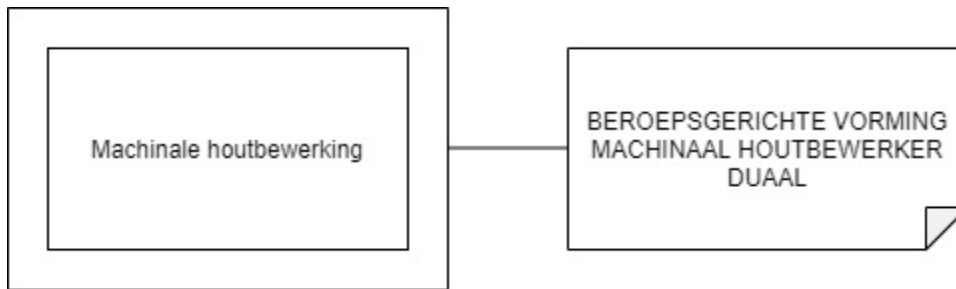 Machinale houtbewerking
BEROEPSGERICHTE VORMING
MACHINAAL HOUTBEWERKER
DUAAL